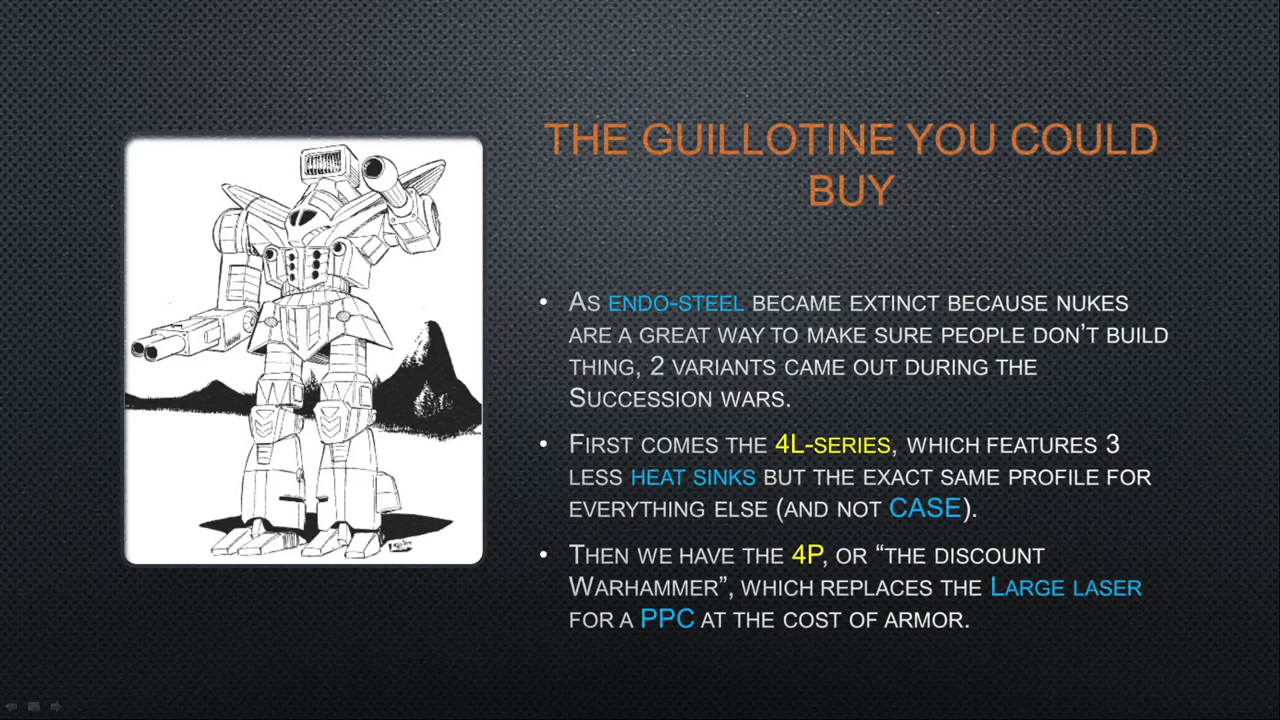 THE GUILLOTINE YOU COULD
BUY
• AS ENDO-STEEL BECAME EXTINCT BECAUSE NUKES
ARE A GREAT WAY TO MAKE SURE PEOPLE DON'T BUILD
THING, 2 VARIANTS CAME OUT DURING THE
SUCCESSION WARS.
• FIRST COMES THE 4L-SERIES, WHICH FEATURES 3
LESS HEAT SINKS BUT THE EXACT SAME PROFILE FOR
EVERYTHING ELSE (AND NOT CASE).
• THEN WE HAVE THE 4P, OR “THE DISCOUNT
WARHAMMER”, WHICH REPLACES THE LARGE LASER
FOR A PPC AT THE COST OF ARMOR.